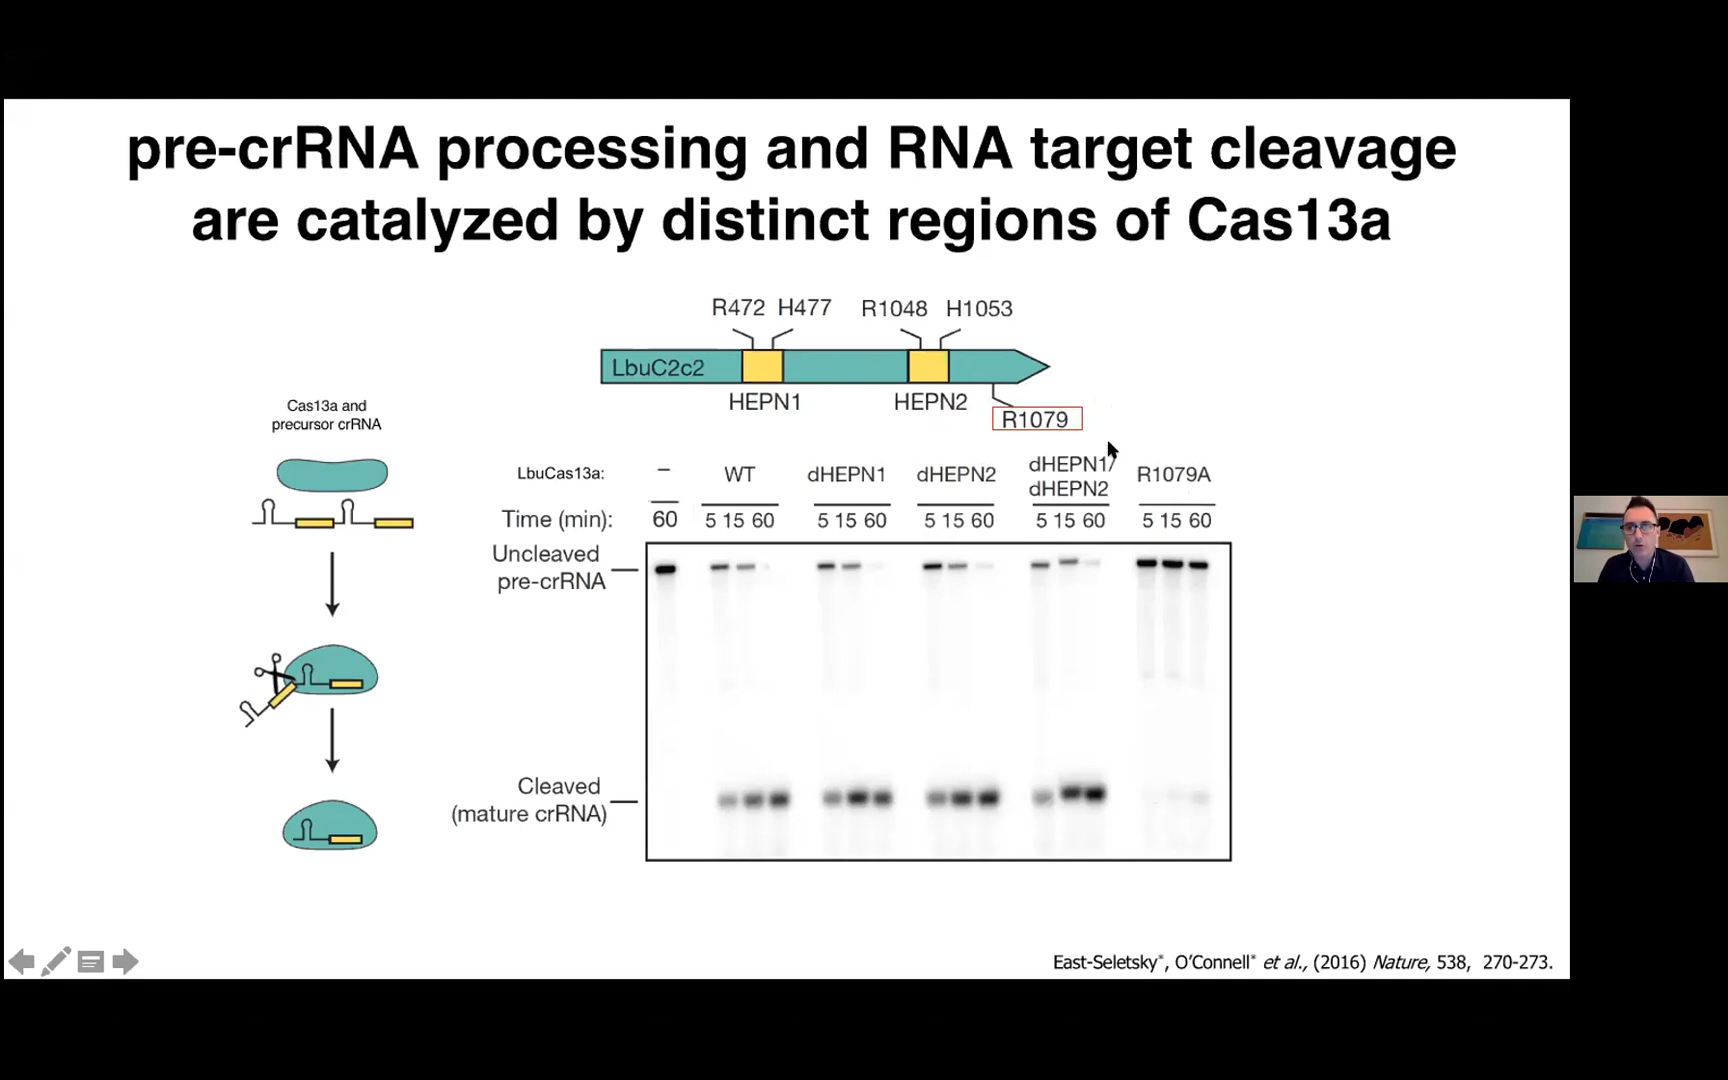 pre-crRNA processing and RNA target cleavage
are catalyzed by distinct regions of Cas13a
R472 H477 R1048 H1053
LbuC2c2
HEPN1 HEPN2
R1079
Cas13a and
precursor crRNA
LbuCas13a: – WT dHEPN1 dHEPN2 dHEPN1/ dHEPN2 R1079A
Time (min): 60 5 15 60 5 15 60 5 15 60 5 15 60 5 15 60
Uncleaved
pre-crRNA
Cleaved
(mature crRNA)
East-Seletsky*, O'Connell* et al., (2016) Nature, 538, 270-273.